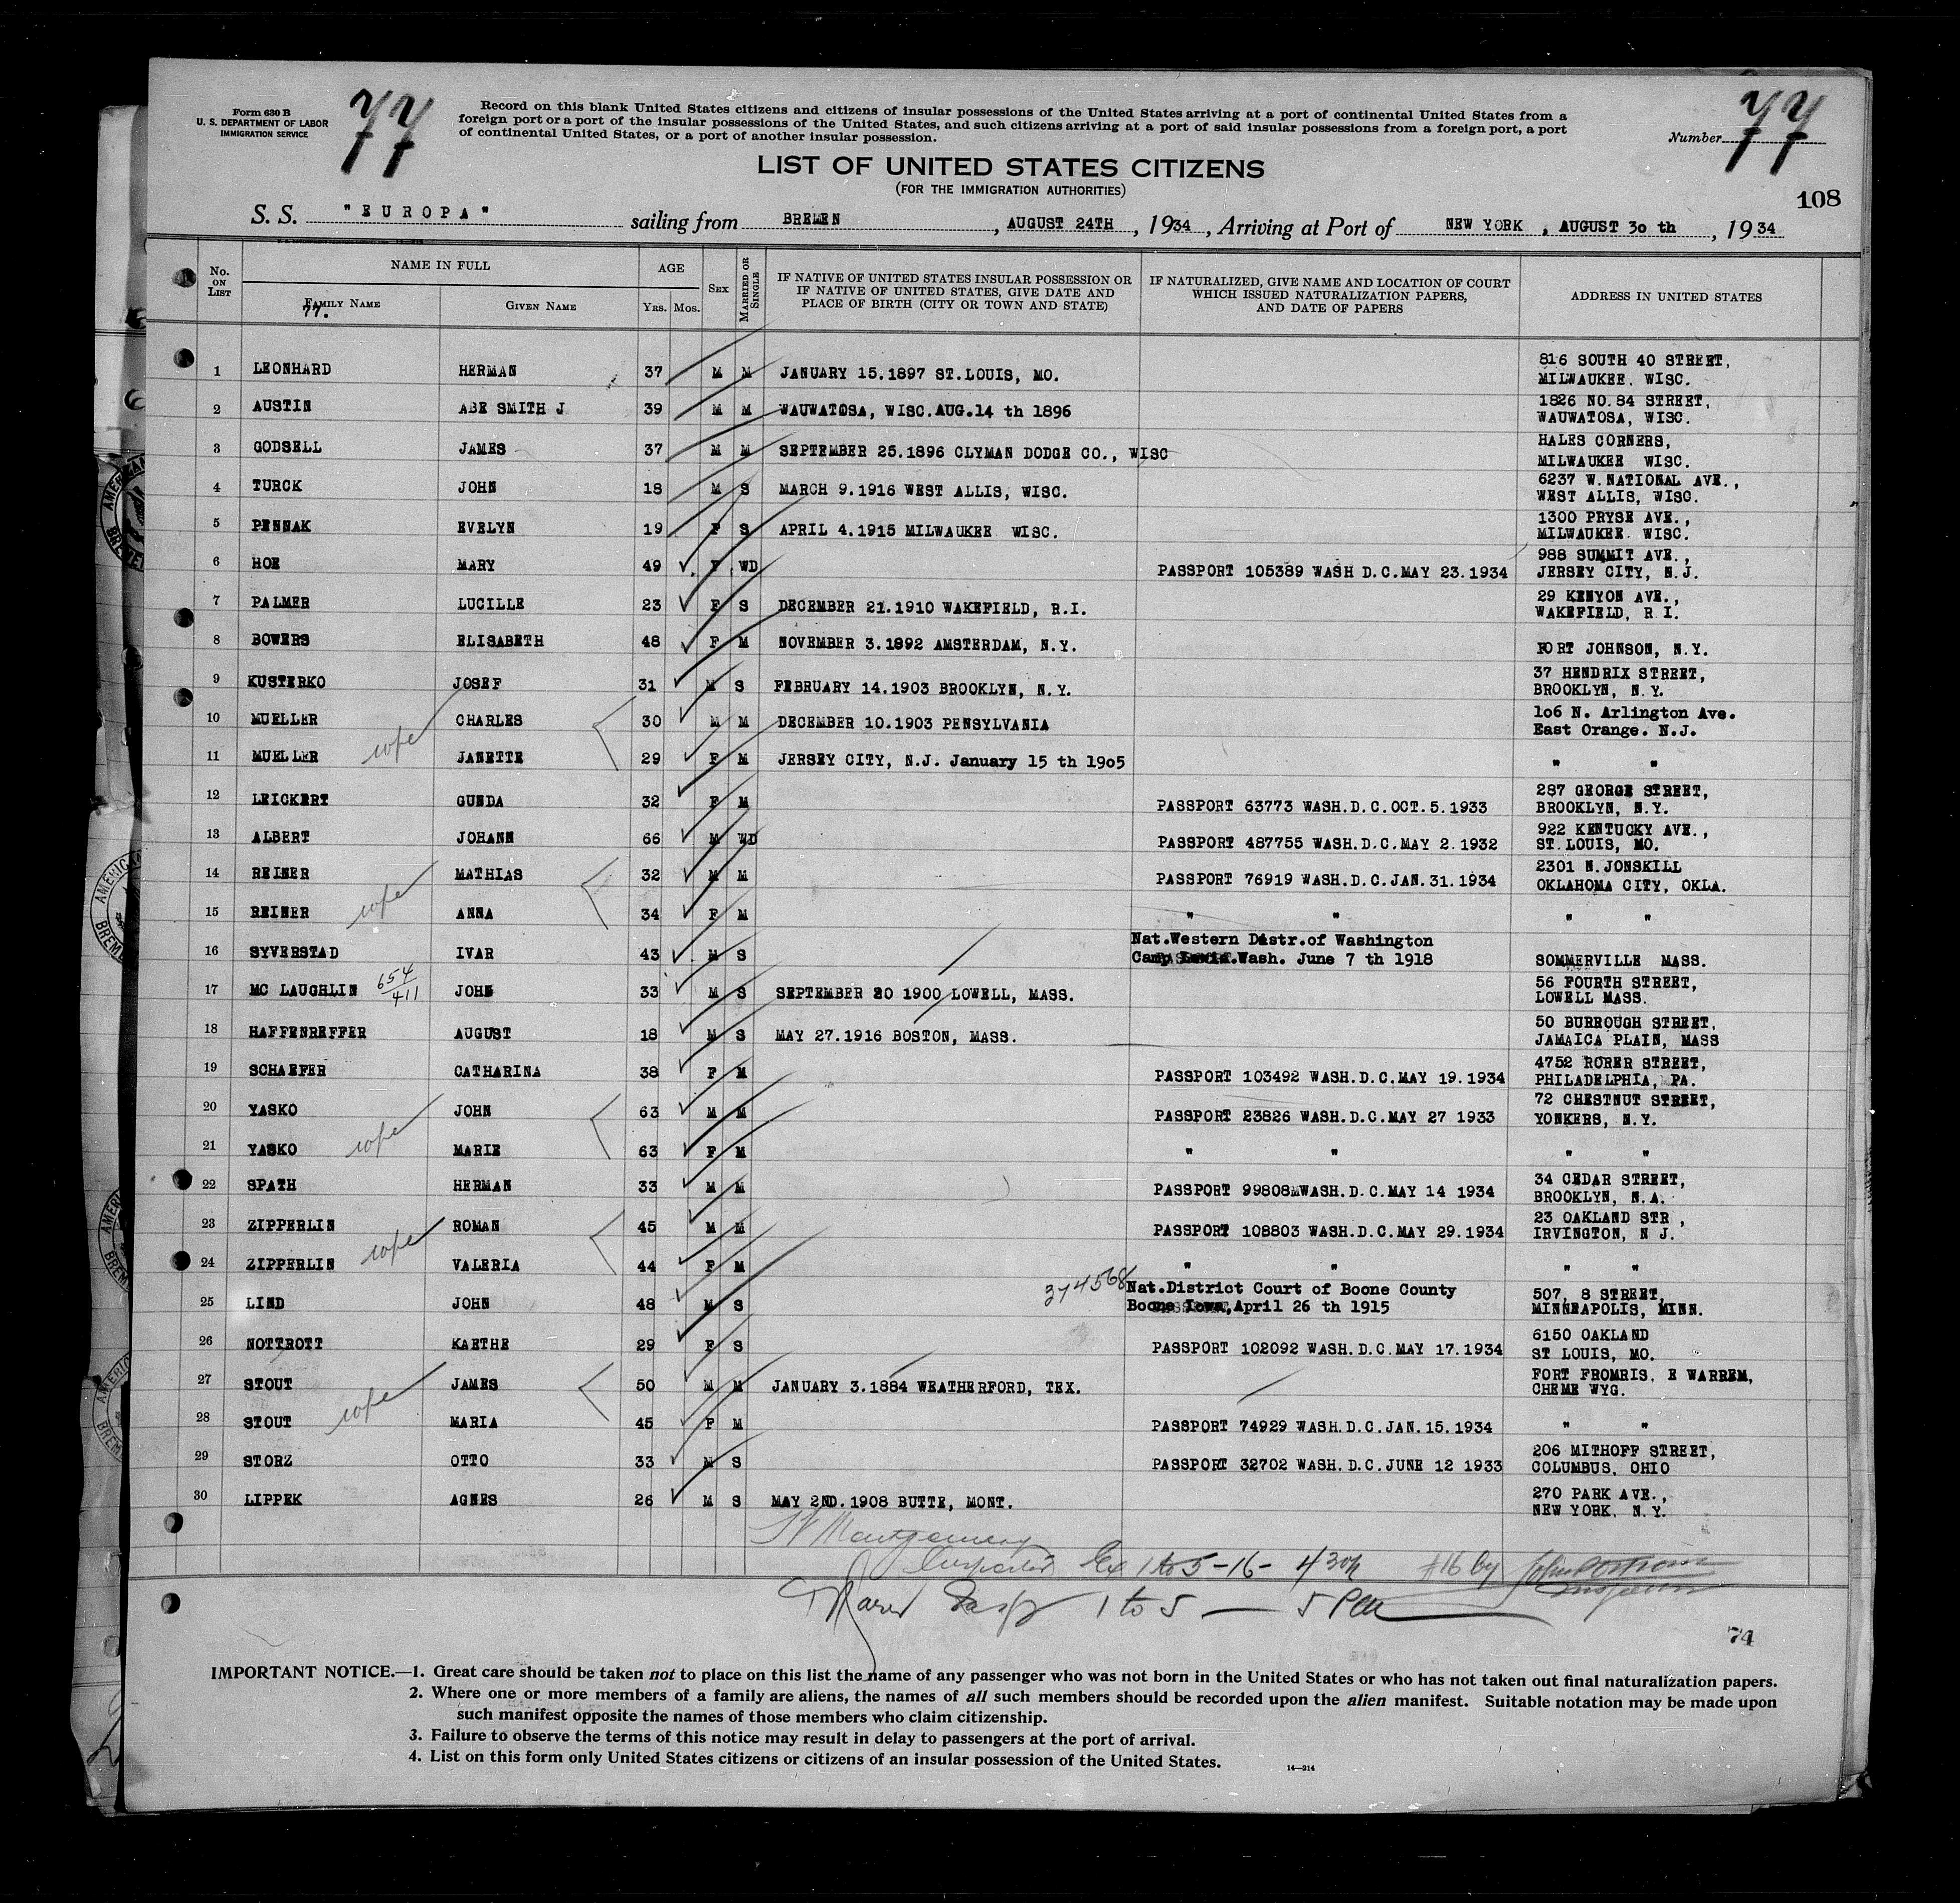 Form 630 B
U. S. DEPARTMENT OF LABOR
IMMIGRATION SERVICE
77
Record on this blank United States citizens and citizens of insular possessions of the United States arriving at a port of continental United States from a
foreign port or a port of the insular possessions of the United States, and such citizens arriving at a port of said insular possessions from a foreign port, a port
of continental United States, or a port of another insular possession.
Number 77
LIST OF UNITED STATES CITIZENS
(FOR THE IMMIGRATION AUTHORITIES)
108
S. S. "EUROPA" sailing from BREMEN, AUGUST 24TH, 1934, Arriving at Port of NEW YORK, AUGUST 30 th, 1934
No. ON LIST
NAME IN FULL
FAMILY NAME
77.
GIVEN NAME
AGE
Yrs. Mos.
SEX
MARRIED OR SINGLE
IF NATIVE OF UNITED STATES INSULAR POSSESSION OR
IF NATIVE OF UNITED STATES, GIVE DATE AND
PLACE OF BIRTH (CITY OR TOWN AND STATE)
IF NATURALIZED, GIVE NAME AND LOCATION OF COURT
WHICH ISSUED NATURALIZATION PAPERS,
AND DATE OF PAPERS
ADDRESS IN UNITED STATES
1 LEONHARD HERMAN 37 M M JANUARY 15.1897 ST.LOUIS, MO. 816 SOUTH 40 STREET,
MILWAUKEE. WISC.
2 AUSTIN ABE SMITH J 39 M M WAUWATOSA, WISC.AUG.14 th 1896 1826 NO.84 STREET,
WAUWATOSA, WISC.
3 GODSELL JAMES 37 M M SEPTEMBER 25.1896 CLYMAN DODGE CO., WISC HALES CORNERS,
MILWAUKEE WISC.
4 TURCK JOHN 18 M S MARCH 9.1916 WEST ALLIS, WISC. 6237 W.NATIONAL AVE.,
WEST ALLIS, WISC.
5 PENNAK EVELYN 19 F S APRIL 4.1915 MILWAUKEE WISC. 1300 PRYSE AVE.,
MILWAUKEE. WISC.
6 HOE MARY 49 F WD PASSPORT 105389 WASH D.C.MAY 23.1934 988 SUMMIT AVE.,
JERSEY CITY, N.J.
7 PALMER LUCILLE 23 F S DECEMBER 21.1910 WAKEFIELD, R.I. 29 KENYON AVE.,
WAKEFIELD, R I.
8 BOWERS ELISABETH 48 F M NOVEMBER 3.1892 AMSTERDAM, N.Y. FORT JOHNSON, N.Y.
9 KUSTERKO JOSEF 31 M S FEBRUARY 14.1903 BROOKLYN, N.Y. 37 HENDRIX STREET,
BROOKLYN, N.Y.
10 MUELLER CHARLES 30 M M DECEMBER 10.1903 PENSYLVANIA 106 N. Arlington Ave.
East Orange. N.J.
wife
11 MUELLER JANETTE 29 F M JERSEY CITY, N.J. January 15 th 1905 " "
12 LEICKERT GUNDA 32 F M PASSPORT 63773 WASH.D.C.OCT.5.1933 287 GEORGE STREET,
BROOKLYN, N.Y.
13 ALBERT JOHANN 66 M WD PASSPORT 487755 WASH.D.C.MAY 2.1932 922 KENTUCKY AVE.,
ST.LOUIS, MO.
14 REINER MATHIAS 32 M M PASSPORT 76919 WASH.D.C.JAN.31.1934 2301 N.JONSKILL
OKLAHOMA CITY, OKLA.
wife
15 REINER ANNA 34 F M " " " "
16 SYVERSTAD IVAR 43 M S Nat.Western Distr.of Washington
Camp Lewis.Wash. June 7 th 1918 SOMMERVILLE MASS.
17 MC LAUGHLIN 654/411 JOHN 33 M S SEPTEMBER 20 1900 LOWELL, MASS. 56 FOURTH STREET,
LOWELL MASS.
18 HAFFENREFFER AUGUST 18 M S MAY 27.1916 BOSTON, MASS. 50 BURROUGH STREET,
JAMAICA PLAIN, MASS
19 SCHAEFER CATHARINA 38 F M PASSPORT 103492 WASH.D.C.MAY 19.1934 4752 RORER STREET,
PHILADELPHIA, PA.
20 YASKO JOHN 63 M M PASSPORT 23826 WASH.D.C.MAY 27 1933 72 CHESTNUT STREET,
YONKERS, N.Y.
wife
21 YASKO MARIE 63 F M " " " "
22 SPATH HERMAN 33 M M PASSPORT 99808MWASH.D.C.MAY 14 1934 34 CEDAR STREET,
BROOKLYN, N.A.
23 ZIPPERLIN ROMAN 45 M M PASSPORT 108803 WASH.D.C.MAY 29.1934 23 OAKLAND STR,
IRVINGTON, N J.
wife
24 ZIPPERLIN VALERIA 44 F M " " " "
25 LIND JOHN 48 M S 374568 Nat.District Court of Boone County
Boone Iowa,April 26 th 1915 507, 8 STREET,
MINNEAPOLIS, MINN.
26 NOTTROTT KAETHE 29 F S PASSPORT 102092 WASH.D.C.MAY 17.1934 6150 OAKLAND
ST LOUIS, MO.
27 STOUT JAMES 50 M M JANUARY 3.1884 WEATHERFORD, TEX. FORT FROMRIS, E WARREM,
CHEME WYG.
wife
28 STOUT MARIA 45 F M PASSPORT 74929 WASH.D.C.JAN.15.1934 " "
29 STORZ OTTO 33 M S PASSPORT 32702 WASH.D.C.JUNE 12 1933 206 MITHOFF STREET,
COLUMBUS, OHIO
30 LIPPEK AGNES 26 M S MAY 2ND.1908 BUTTE, MONT. 270 PARK AVE.,
NEW YORK. N.Y.
Montgomery
Inspector Ex 1 to 5-16- #16 by
1 to 5 — 5 PM
74
IMPORTANT NOTICE.—1. Great care should be taken not to place on this list the name of any passenger who was not born in the United States or who has not taken out final naturalization papers.
2. Where one or more members of a family are aliens, the names of all such members should be recorded upon the alien manifest. Suitable notation may be made upon
such manifest opposite the names of those members who claim citizenship.
3. Failure to observe the terms of this notice may result in delay to passengers at the port of arrival.
4. List on this form only United States citizens or citizens of an insular possession of the United States.
14—214